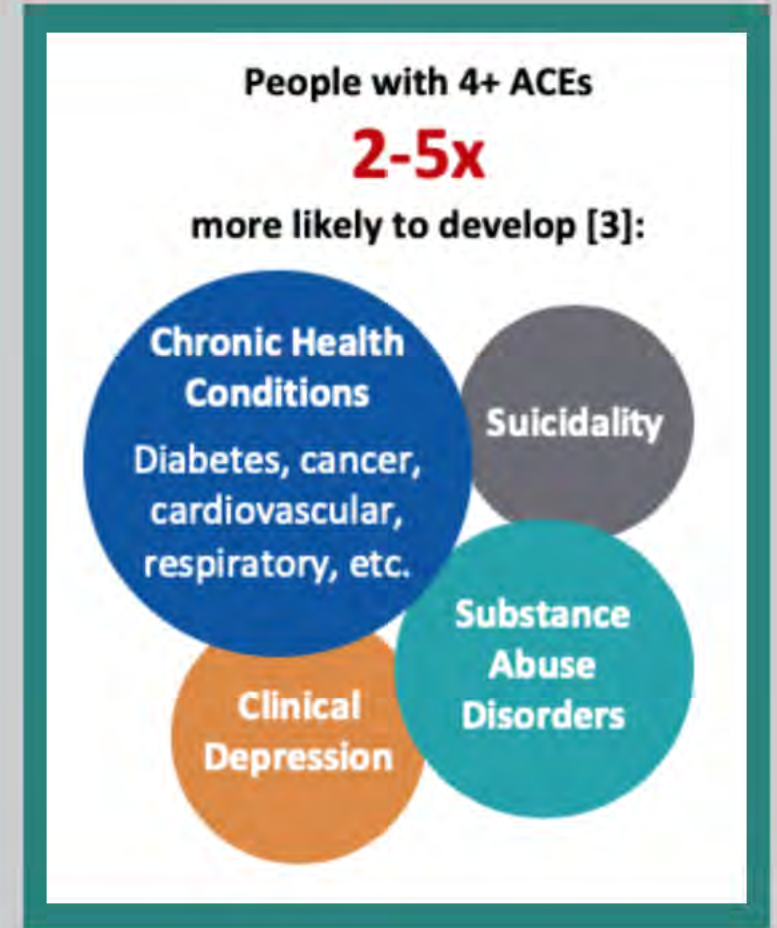 People with 4+ ACEs
2-5x
more likely to develop [3]:
Chronic Health
Conditions
Diabetes, cancer,
cardiovascular,
respiratory, etc.
Suicidality
Substance
Abuse
Disorders
Clinical
Depression